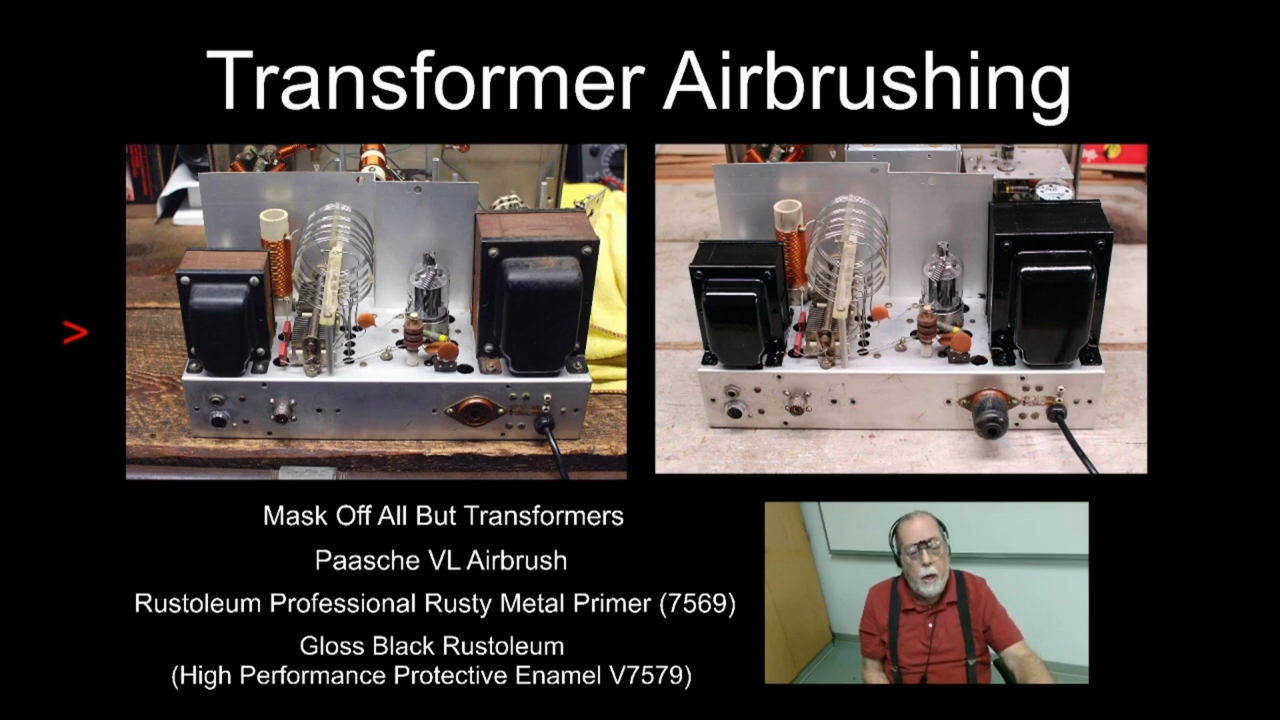 Transformer Airbrushing
>
Mask Off All But Transformers
Paasche VL Airbrush
Rustoleum Professional Rusty Metal Primer (7569)
Gloss Black Rustoleum
(High Performance Protective Enamel V7579)